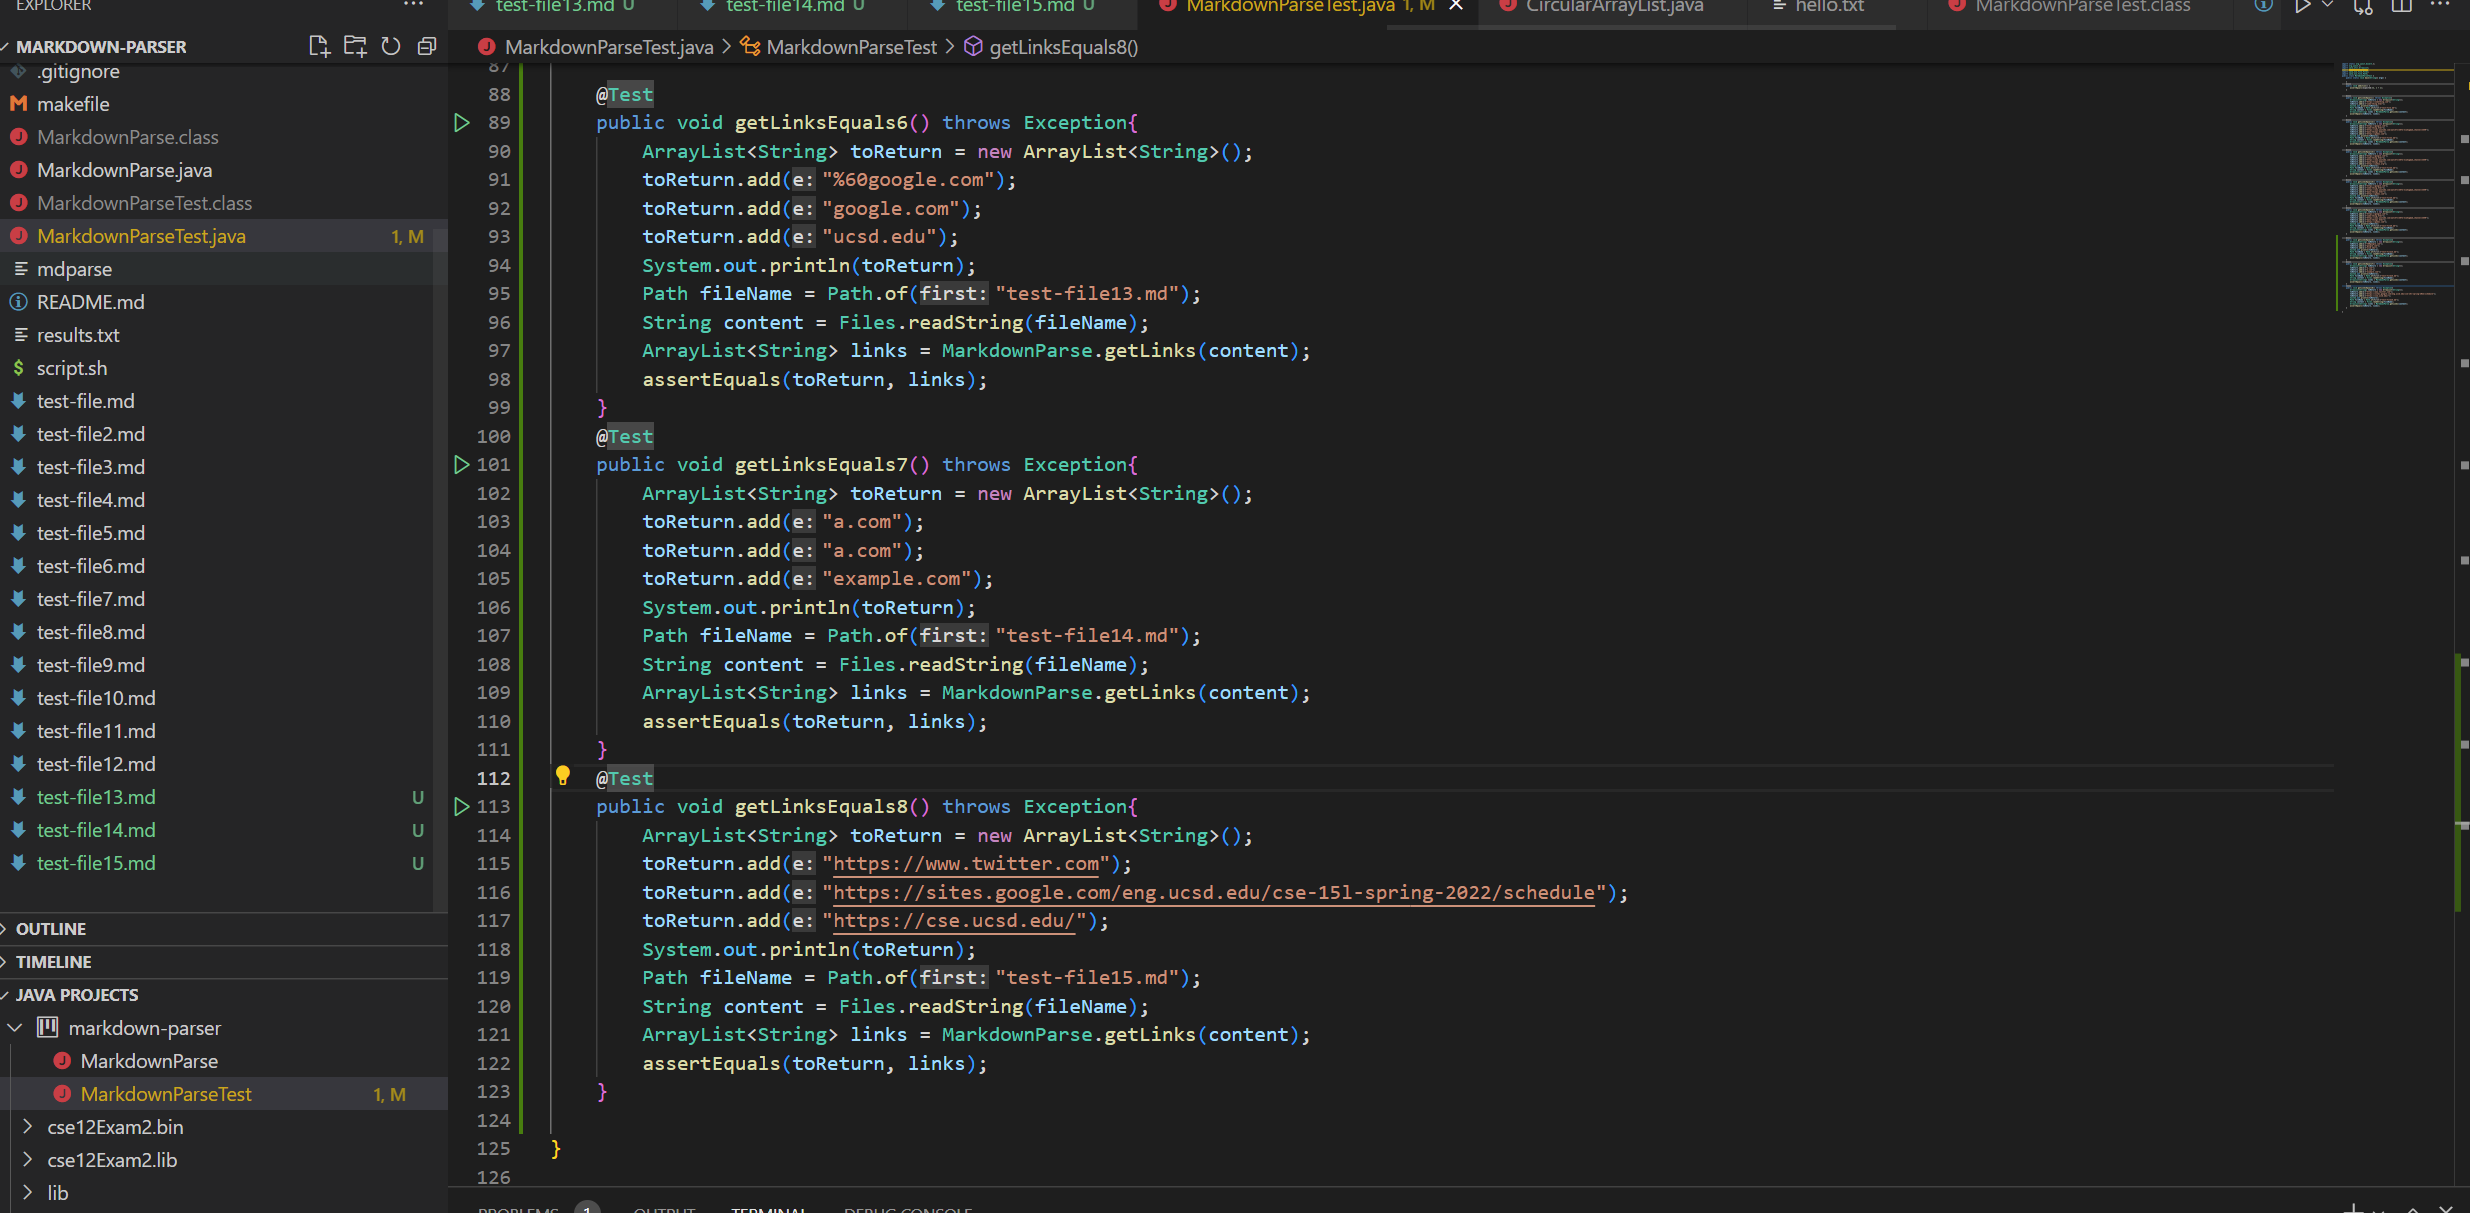 EXPLORER
MARKDOWN-PARSER
.gitignore
makefile
MarkdownParse.class
MarkdownParse.java
MarkdownParseTest.class
MarkdownParseTest.java 1, M
mdparse
README.md
results.txt
script.sh
test-file.md
test-file2.md
test-file3.md
test-file4.md
test-file5.md
test-file6.md
test-file7.md
test-file8.md
test-file9.md
test-file10.md
test-file11.md
test-file12.md
test-file13.md U
test-file14.md U
test-file15.md U
OUTLINE
TIMELINE
JAVA PROJECTS
markdown-parser
MarkdownParse
MarkdownParseTest 1, M
cse12Exam2.bin
cse12Exam2.lib
lib
test-file13.md U test-file14.md U test-file15.md U MarkdownParseTest.java 1, M CircularArrayList.java hello.txt MarkdownParseTest.class
MarkdownParseTest.java > MarkdownParseTest > getLinksEquals8()
87
88 @Test
89 public void getLinksEquals6() throws Exception{
90 ArrayList<String> toReturn = new ArrayList<String>();
91 toReturn.add(e: "%60google.com");
92 toReturn.add(e: "google.com");
93 toReturn.add(e: "ucsd.edu");
94 System.out.println(toReturn);
95 Path fileName = Path.of(first: "test-file13.md");
96 String content = Files.readString(fileName);
97 ArrayList<String> links = MarkdownParse.getLinks(content);
98 assertEquals(toReturn, links);
99 }
100 @Test
101 public void getLinksEquals7() throws Exception{
102 ArrayList<String> toReturn = new ArrayList<String>();
103 toReturn.add(e: "a.com");
104 toReturn.add(e: "a.com");
105 toReturn.add(e: "example.com");
106 System.out.println(toReturn);
107 Path fileName = Path.of(first: "test-file14.md");
108 String content = Files.readString(fileName);
109 ArrayList<String> links = MarkdownParse.getLinks(content);
110 assertEquals(toReturn, links);
111 }
112 @Test
113 public void getLinksEquals8() throws Exception{
114 ArrayList<String> toReturn = new ArrayList<String>();
115 toReturn.add(e: "https://www.twitter.com");
116 toReturn.add(e: "https://sites.google.com/eng.ucsd.edu/cse-15l-spring-2022/schedule");
117 toReturn.add(e: "https://cse.ucsd.edu/");
118 System.out.println(toReturn);
119 Path fileName = Path.of(first: "test-file15.md");
120 String content = Files.readString(fileName);
121 ArrayList<String> links = MarkdownParse.getLinks(content);
122 assertEquals(toReturn, links);
123 }
124
125 }
126
PROBLEMS 1 OUTPUT TERMINAL DEBUG CONSOLE